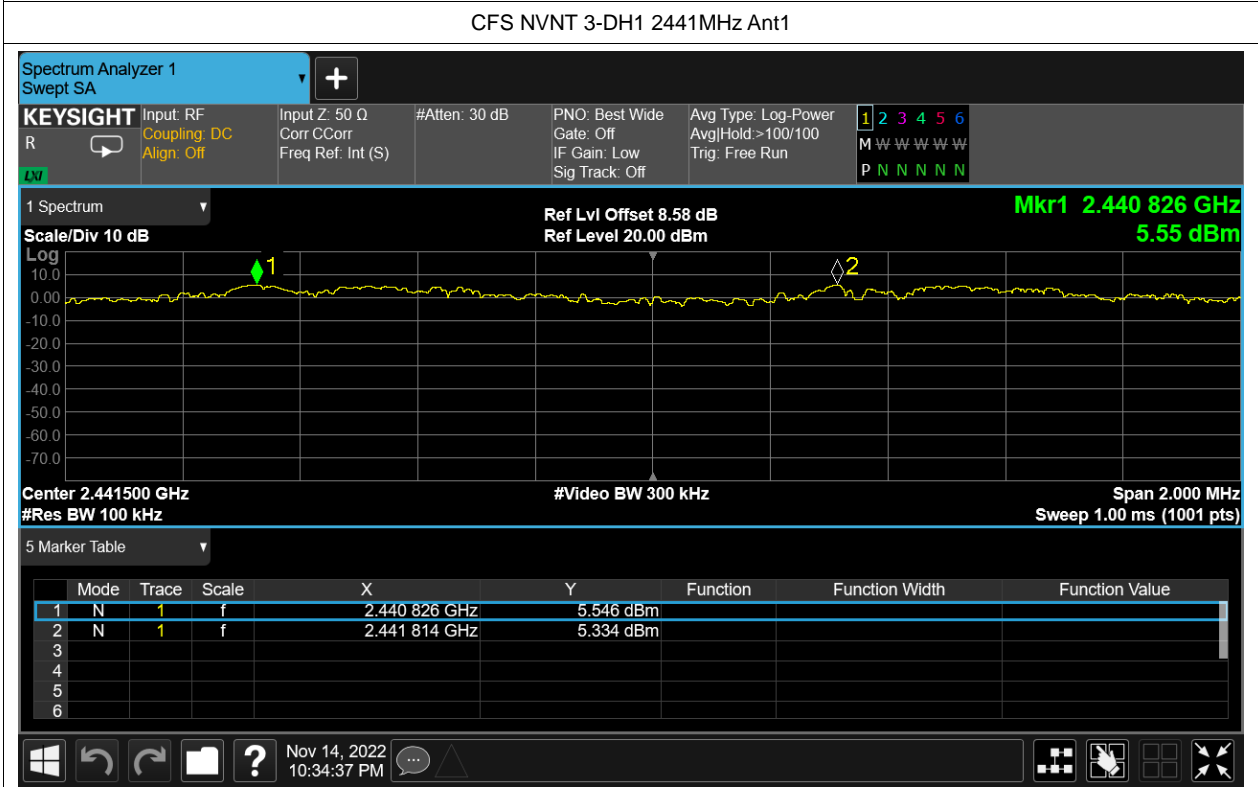 CFS NVNT 3-DH1 2441MHz Ant1
Spectrum Analyzer 1
Swept SA
KEYSIGHT
R
LXI
Input: RF
Coupling: DC
Align: Off
Input Z: 50 Ω
Corr CCorr
Freq Ref: Int (S)
#Atten: 30 dB
PNO: Best Wide
Gate: Off
IF Gain: Low
Sig Track: Off
Avg Type: Log-Power
Avg|Hold:>100/100
Trig: Free Run
1 2 3 4 5 6
M W W W W W
P N N N N N
1 Spectrum
Scale/Div 10 dB
Ref Lvl Offset 8.58 dB
Ref Level 20.00 dBm
Mkr1 2.440 826 GHz
5.55 dBm
Log
10.0
0.00
-10.0
-20.0
-30.0
-40.0
-50.0
-60.0
-70.0
1
2
Center 2.441500 GHz
#Res BW 100 kHz
#Video BW 300 kHz
Span 2.000 MHz
Sweep 1.00 ms (1001 pts)
5 Marker Table
Mode Trace Scale X Y Function Function Width Function Value
1 N 1 f 2.440 826 GHz 5.546 dBm
2 N 1 f 2.441 814 GHz 5.334 dBm
3
4
5
6
?
Nov 14, 2022
10:34:37 PM